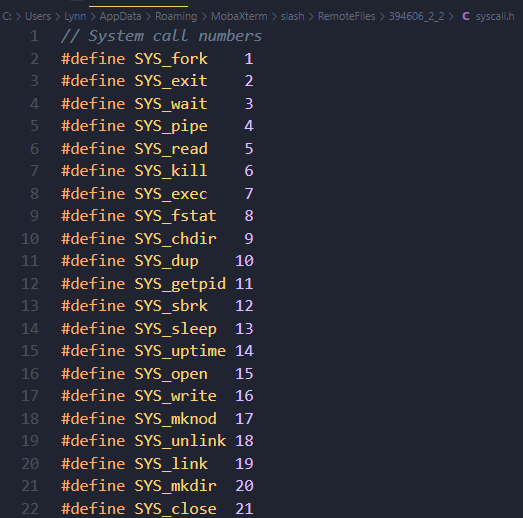 C: > Users > Lynn > AppData > Roaming > MobaXterm > slash > RemoteFiles > 394606_2_2 > C syscall.h
1 // System call numbers
2 #define SYS_fork    1
3 #define SYS_exit    2
4 #define SYS_wait    3
5 #define SYS_pipe    4
6 #define SYS_read    5
7 #define SYS_kill    6
8 #define SYS_exec    7
9 #define SYS_fstat   8
10 #define SYS_chdir   9
11 #define SYS_dup    10
12 #define SYS_getpid 11
13 #define SYS_sbrk   12
14 #define SYS_sleep  13
15 #define SYS_uptime 14
16 #define SYS_open   15
17 #define SYS_write  16
18 #define SYS_mknod  17
19 #define SYS_unlink 18
20 #define SYS_link   19
21 #define SYS_mkdir  20
22 #define SYS_close  21